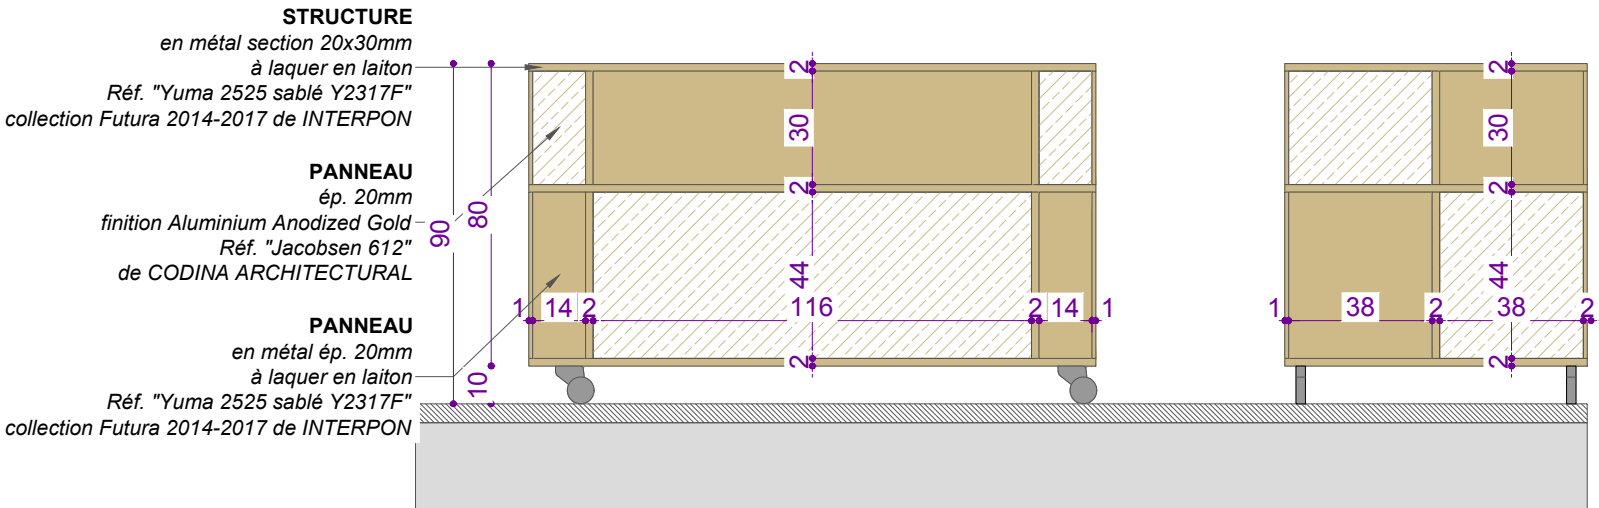 STRUCTURE
en métal section 20x30mm
à laquer en laiton
Réf. "Yuma 2525 sablé Y2317F"
collection Futura 2014-2017 de INTERPON
PANNEAU
ép. 20mm
finition Aluminium Anodized Gold
Réf. "Jacobsen 612"
de CODINA ARCHITECTURAL
PANNEAU
en métal ép. 20mm
à laquer en laiton
Réf. "Yuma 2525 sablé Y2317F"
collection Futura 2014-2017 de INTERPON
90
80
10
2
30
2
44
2
1 14 2 116 2 14 1
2
30
2
44
2
1 38 2 38 2